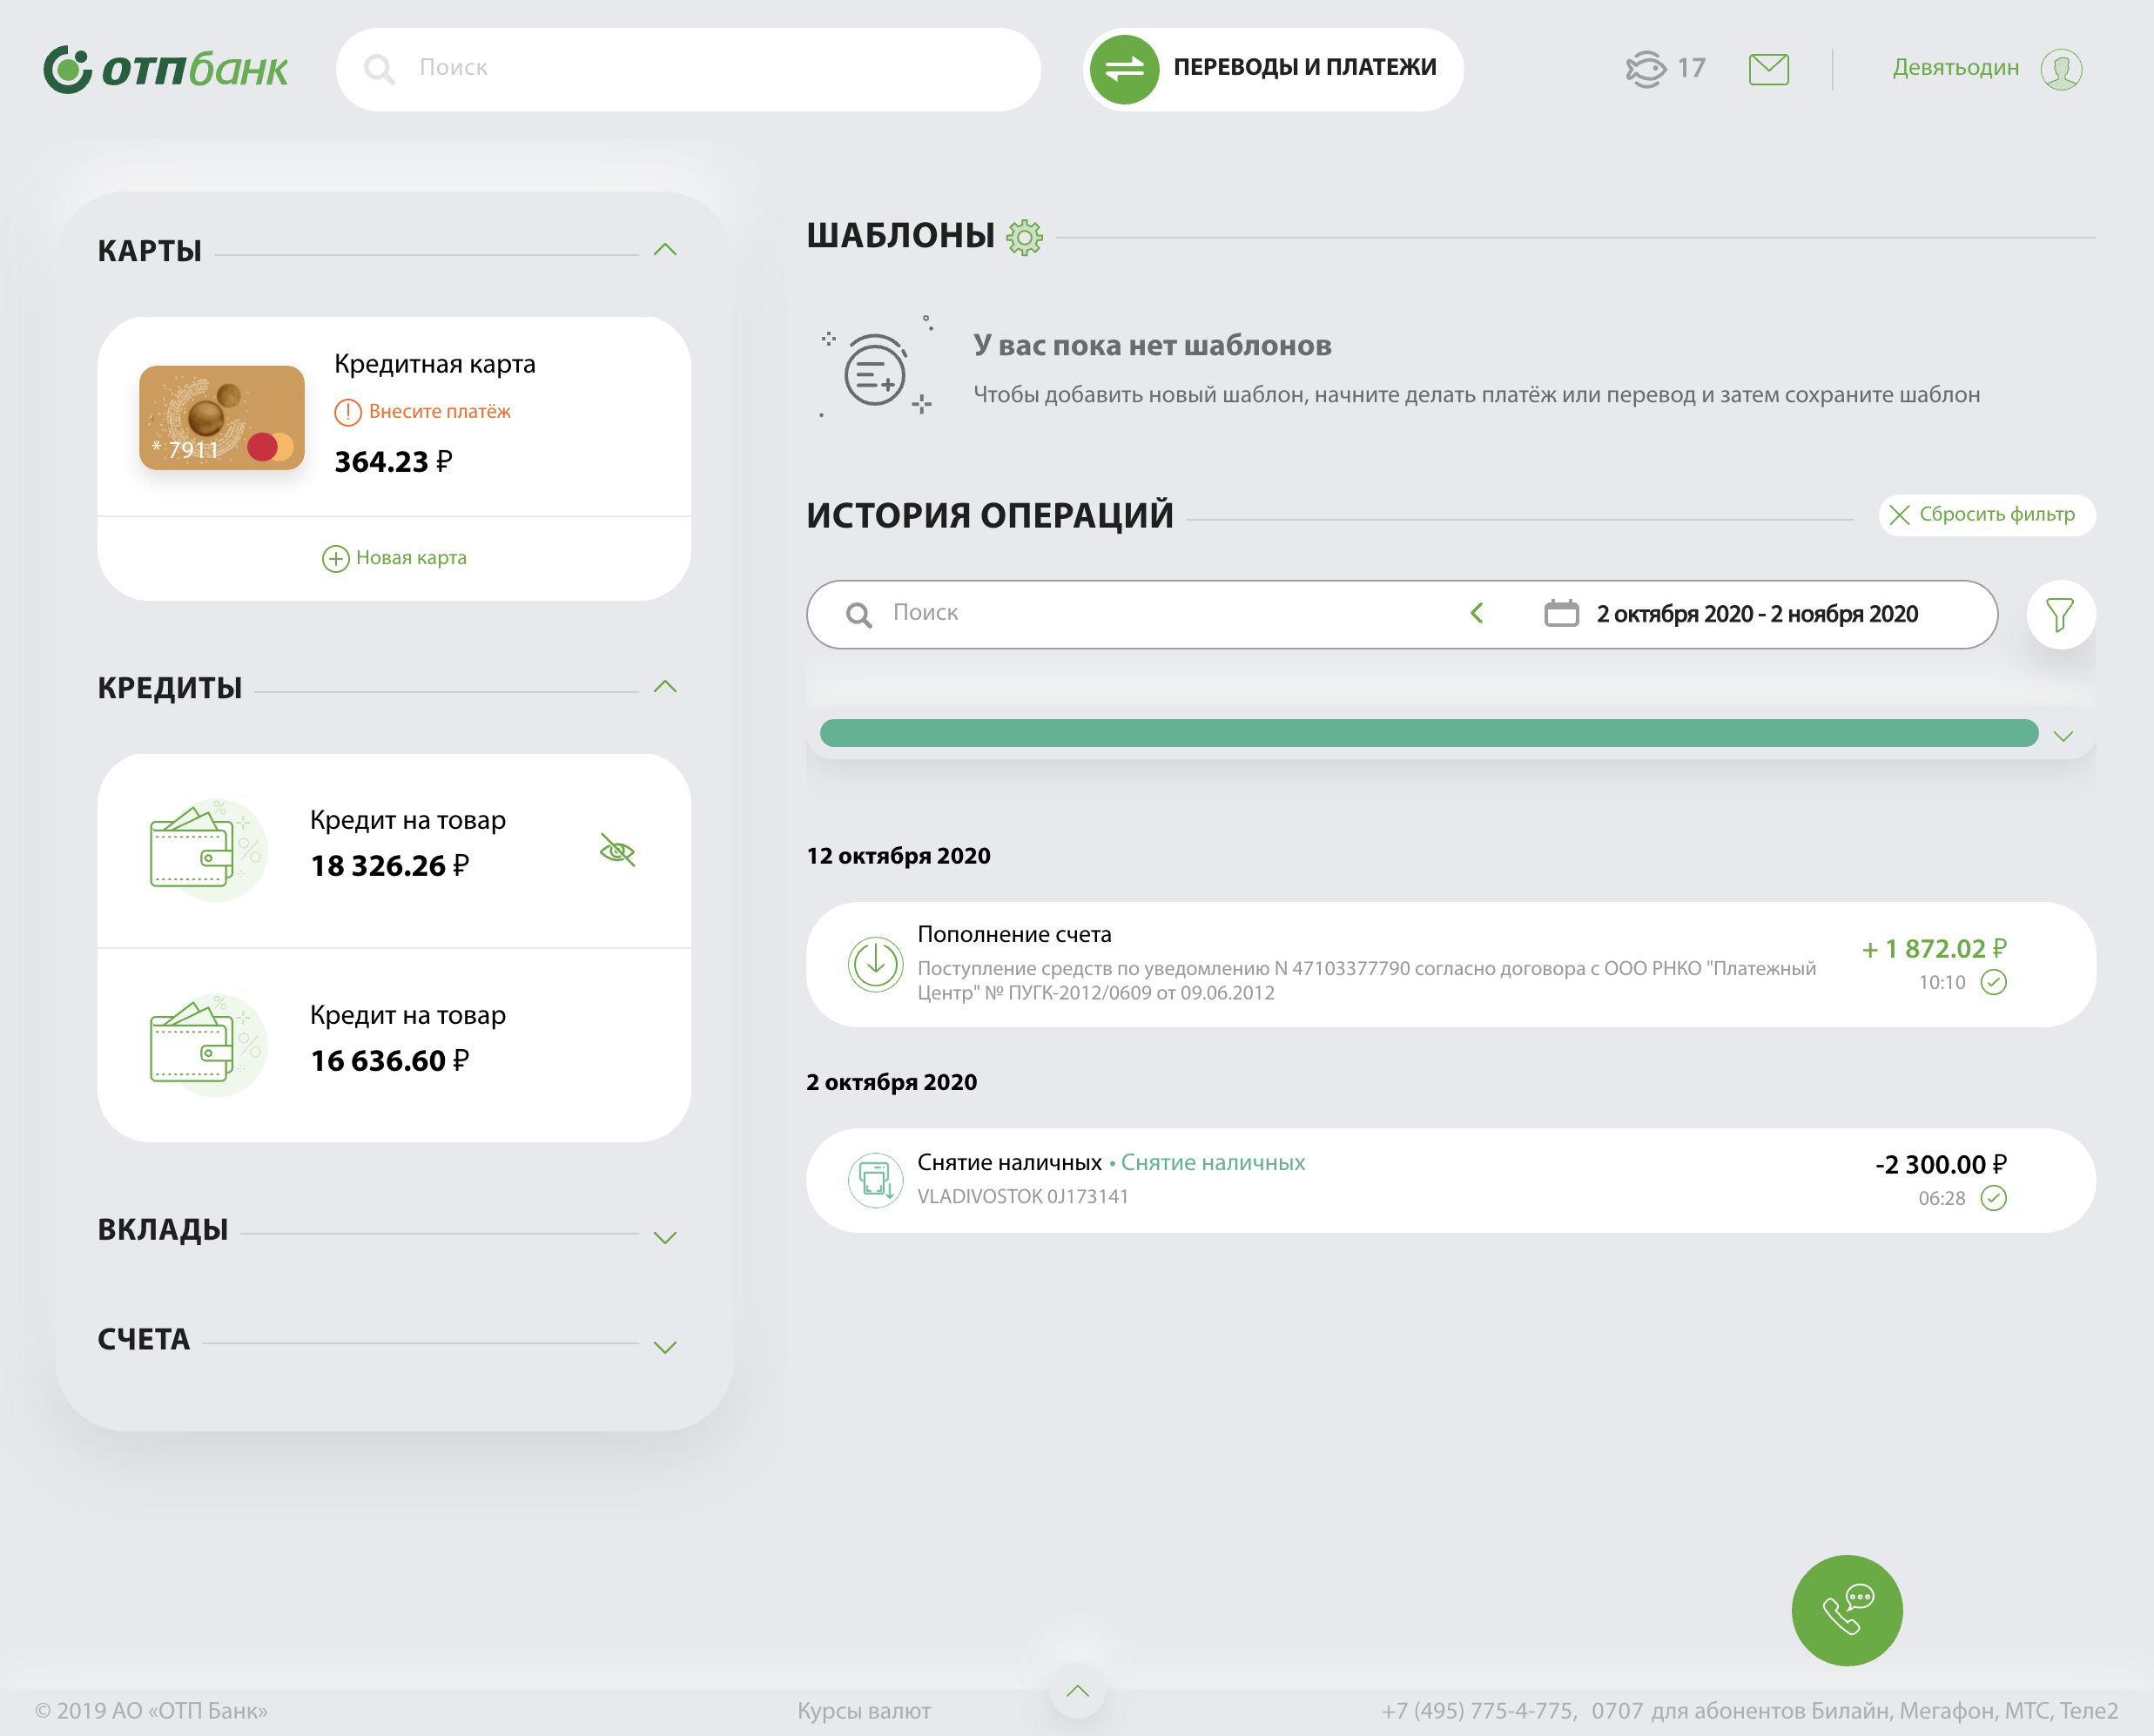 ОТПбанк
Поиск
ПЕРЕВОДЫ И ПЛАТЕЖИ
17
Девятьодин
КАРТЫ
Кредитная карта
Внесите платёж
* 7911
364.23 ₽
Новая карта
КРЕДИТЫ
Кредит на товар
18 326.26 ₽
Кредит на товар
16 636.60 ₽
ВКЛАДЫ
СЧЕТА
ШАБЛОНЫ
У вас пока нет шаблонов
Чтобы добавить новый шаблон, начните делать платёж или перевод и затем сохраните шаблон
ИСТОРИЯ ОПЕРАЦИЙ
Сбросить фильтр
Поиск
2 октября 2020 - 2 ноября 2020
12 октября 2020
Пополнение счета
Поступление средств по уведомлению N 47103377790 согласно договора с ООО РНКО "Платежный
Центр" № ПУГК-2012/0609 от 09.06.2012
+ 1 872.02 ₽
10:10
2 октября 2020
Снятие наличных • Снятие наличных
VLADIVOSTOK 0J173141
-2 300.00 ₽
06:28
© 2019 АО «ОТП Банк»
Курсы валют
+7 (495) 775-4-775, 0707 для абонентов Билайн, Мегафон, МТС, Теле2